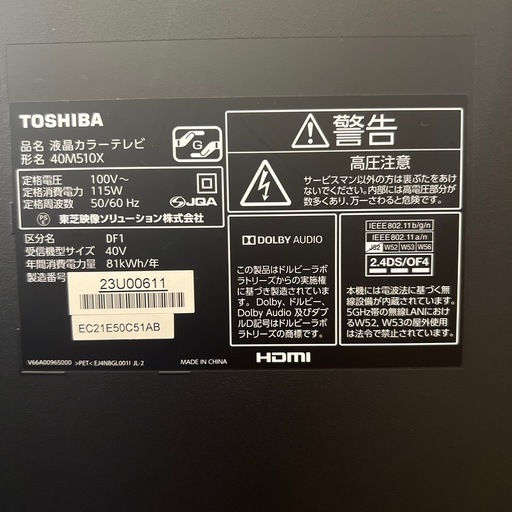 TOSHIBA
品名 液晶カラーテレビ
形名 40M510X
定格電圧 100V～
定格消費電力 115W
定格周波数 50/60 Hz
JQA
PS
E
東芝映像ソリューション株式会社
区分名 DF1
受信機型サイズ 40V
年間消費電力量 81kWh/年
製造番号
23U00611
EC21E50C51AB
V66A00965000 >PET< EJ4NBGL001I JL-2
MADE IN CHINA
G
警告
高圧注意
サービスマン以外の方は裏ぶたをあけ
ないでください。内部には高電圧部分が
数多くあり、万一さわると危険です。
DOLBY AUDIO
この製品はドルビーラボ
ラトリーズからの実施権
に基づき製造されてい
ます。Dolby、ドルビー、
Dolby Audio 及びダブ
ルD記号はドルビーラボ
ラトリーズの商標です。
HDMI
IEEE802.11b/g/n
IEEE802.11a/n
J52 W52 W53 W56
2.4DS/OF4
本機には電波法に基づく無
線設備が内蔵されています。
5GHz帯の無線LANにおけ
るW52、W53の屋外使用
は法令で禁止されています。